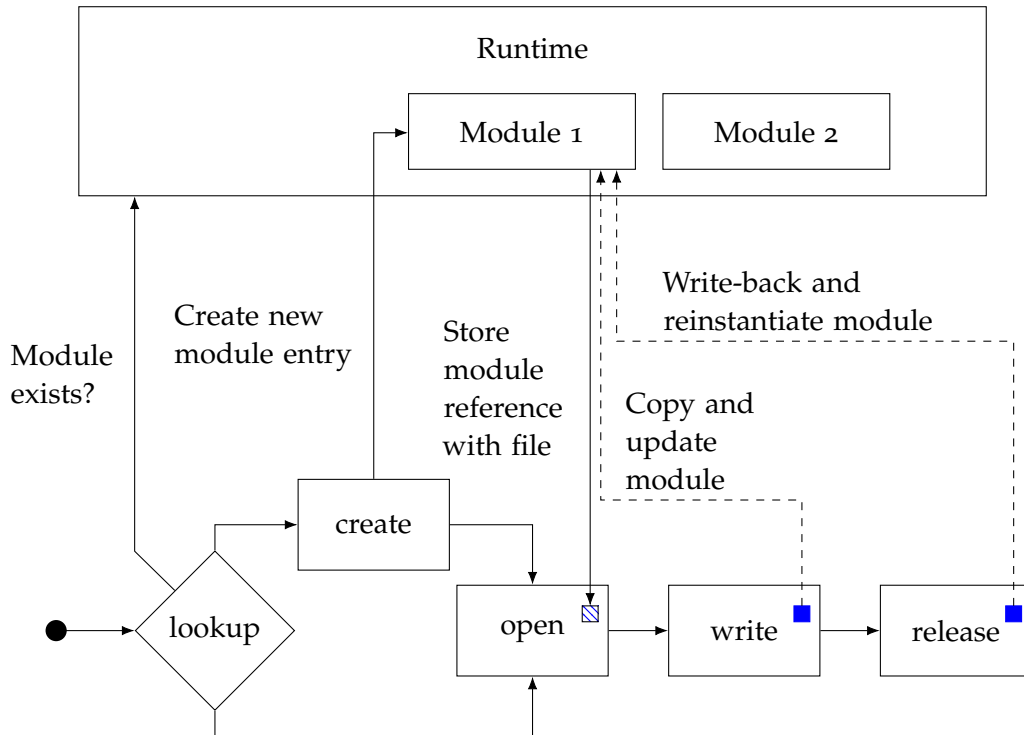 Runtime
Module 1
Module 2
Write-back and
reinstantiate module
Create new
module entry
Store
module
reference
with file
Module
exists?
Copy and
update
module
create
lookup
open
write
release